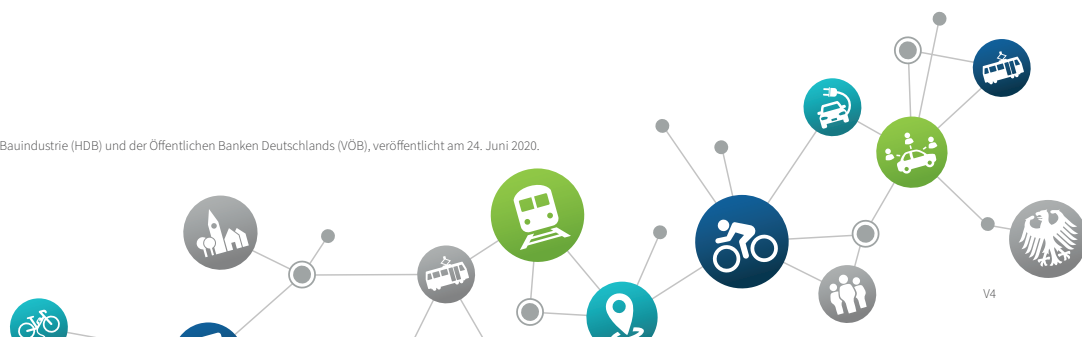 Bauindustrie (HDB) und der Öffentlichen Banken Deutschlands (VÖB), veröffentlicht am 24. Juni 2020.
V4